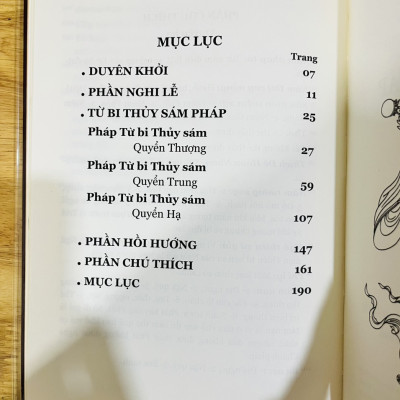 MỤC LỤC
Trang
• DUYÊN KHỞI 07
• PHẦN NGHI LỄ 11
• TỪ BI THỦY SÁM PHÁP 25
Pháp Từ bi Thủy sám
Quyển Thượng 27
Pháp Từ bi Thủy sám
Quyển Trung 59
Pháp Từ bi Thủy sám
Quyển Hạ 107
• PHẦN HỒI HƯỚNG 147
• PHẦN CHÚ THÍCH 161
• MỤC LỤC 190